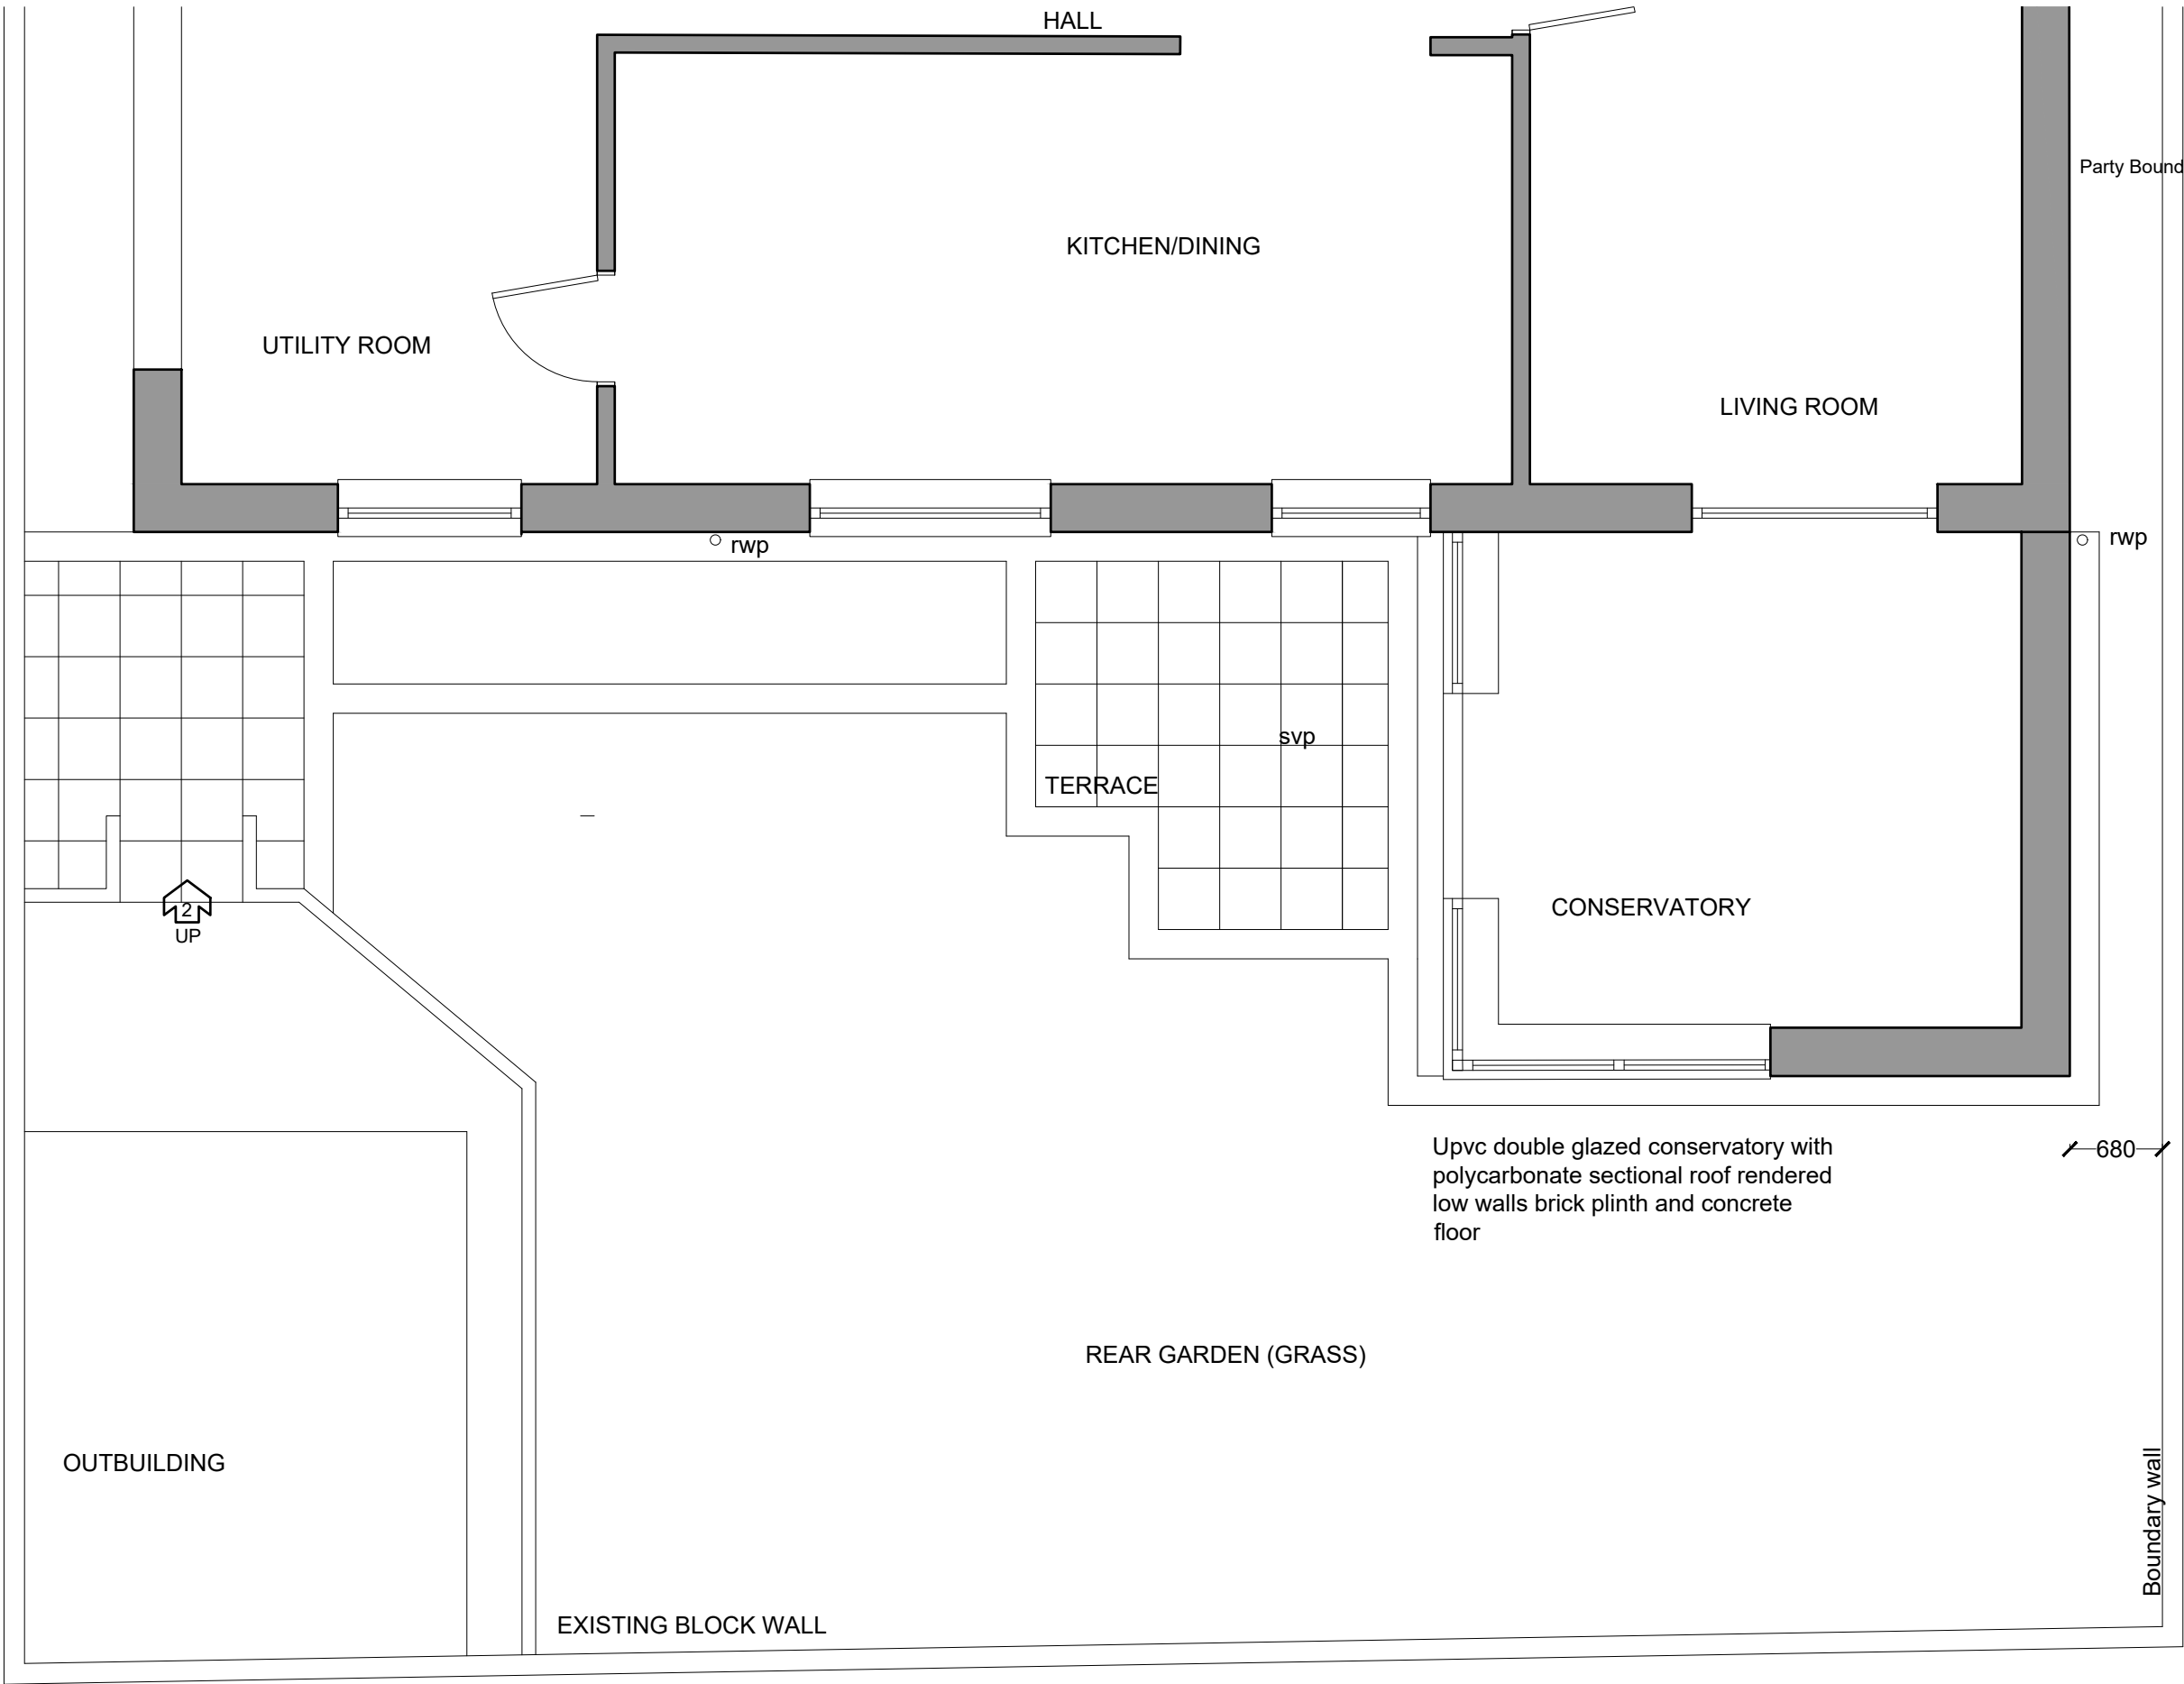 HALL
Party Bound
KITCHEN/DINING
UTILITY ROOM
LIVING ROOM
rwp
rwp
svp
TERRACE
CONSERVATORY
2
UP
Upvc double glazed conservatory with
polycarbonate sectional roof rendered
low walls brick plinth and concrete
floor
680
REAR GARDEN (GRASS)
OUTBUILDING
Boundary wall
EXISTING BLOCK WALL